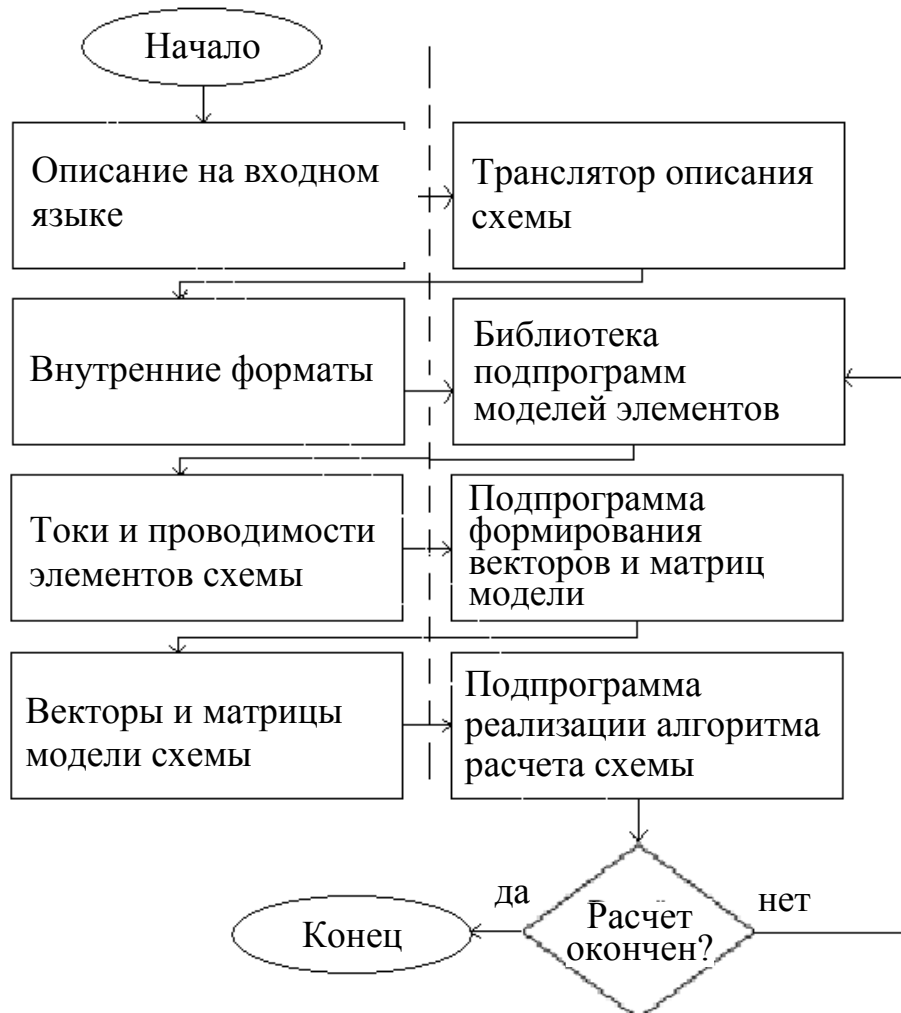 Начало
Описание на входном
языке
Транслятор описания
схемы
Внутренние форматы
Библиотека
подпрограмм
моделей элементов
Токи и проводимости
элементов схемы
Подпрограмма
формирования
векторов и матриц
модели
Векторы и матрицы
модели схемы
Подпрограмма
реализации алгоритма
расчета схемы
да
нет
Расчет
окончен?
Конец